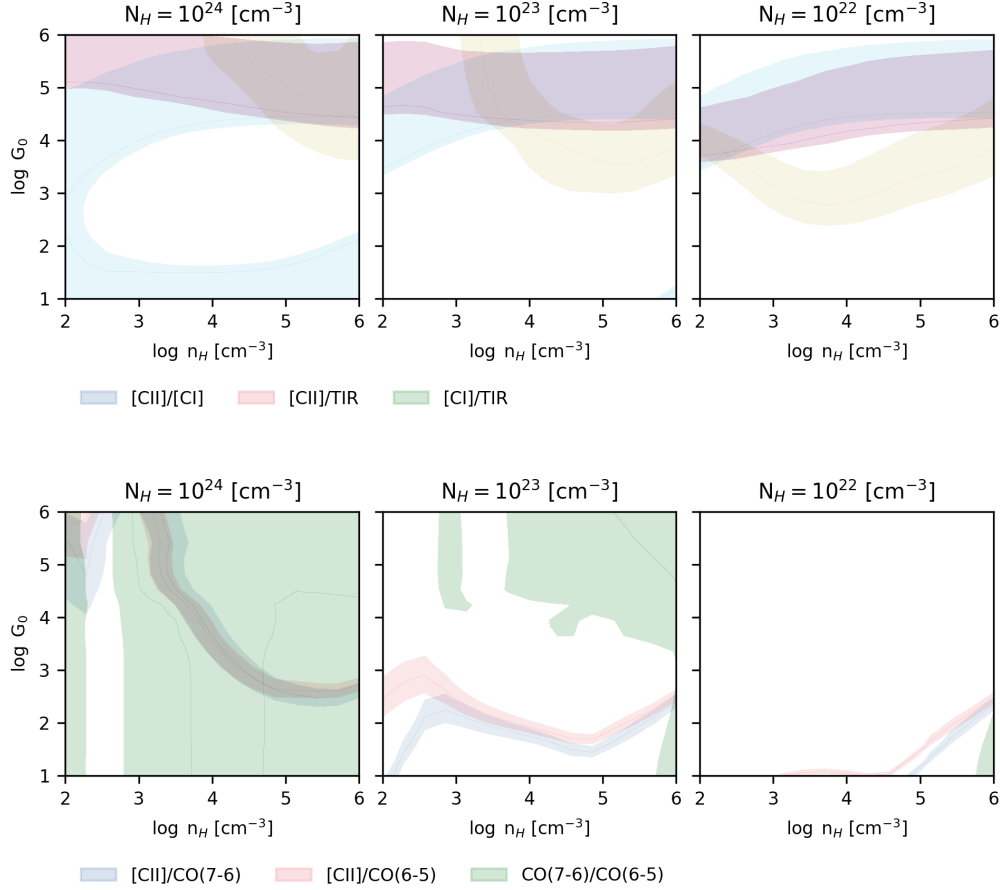 N_H = 10^24 [cm^-3] N_H = 10^23 [cm^-3] N_H = 10^22 [cm^-3]
6
5
4
3
2
1
log G_0
2 3 4 5 6 2 3 4 5 6 2 3 4 5 6
log n_H [cm^-3] log n_H [cm^-3] log n_H [cm^-3]
[CII]/[CI] [CII]/TIR [CI]/TIR
N_H = 10^24 [cm^-3] N_H = 10^23 [cm^-3] N_H = 10^22 [cm^-3]
6
5
4
3
2
1
log G_0
2 3 4 5 6 2 3 4 5 6 2 3 4 5 6
log n_H [cm^-3] log n_H [cm^-3] log n_H [cm^-3]
[CII]/CO(7-6) [CII]/CO(6-5) CO(7-6)/CO(6-5)